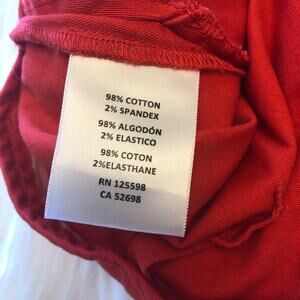 98% COTTON
2% SPANDEX
98% ALGODÓN
2% ELASTICO
98% COTON
2%ELASTHANE
RN 125598
CA 52698